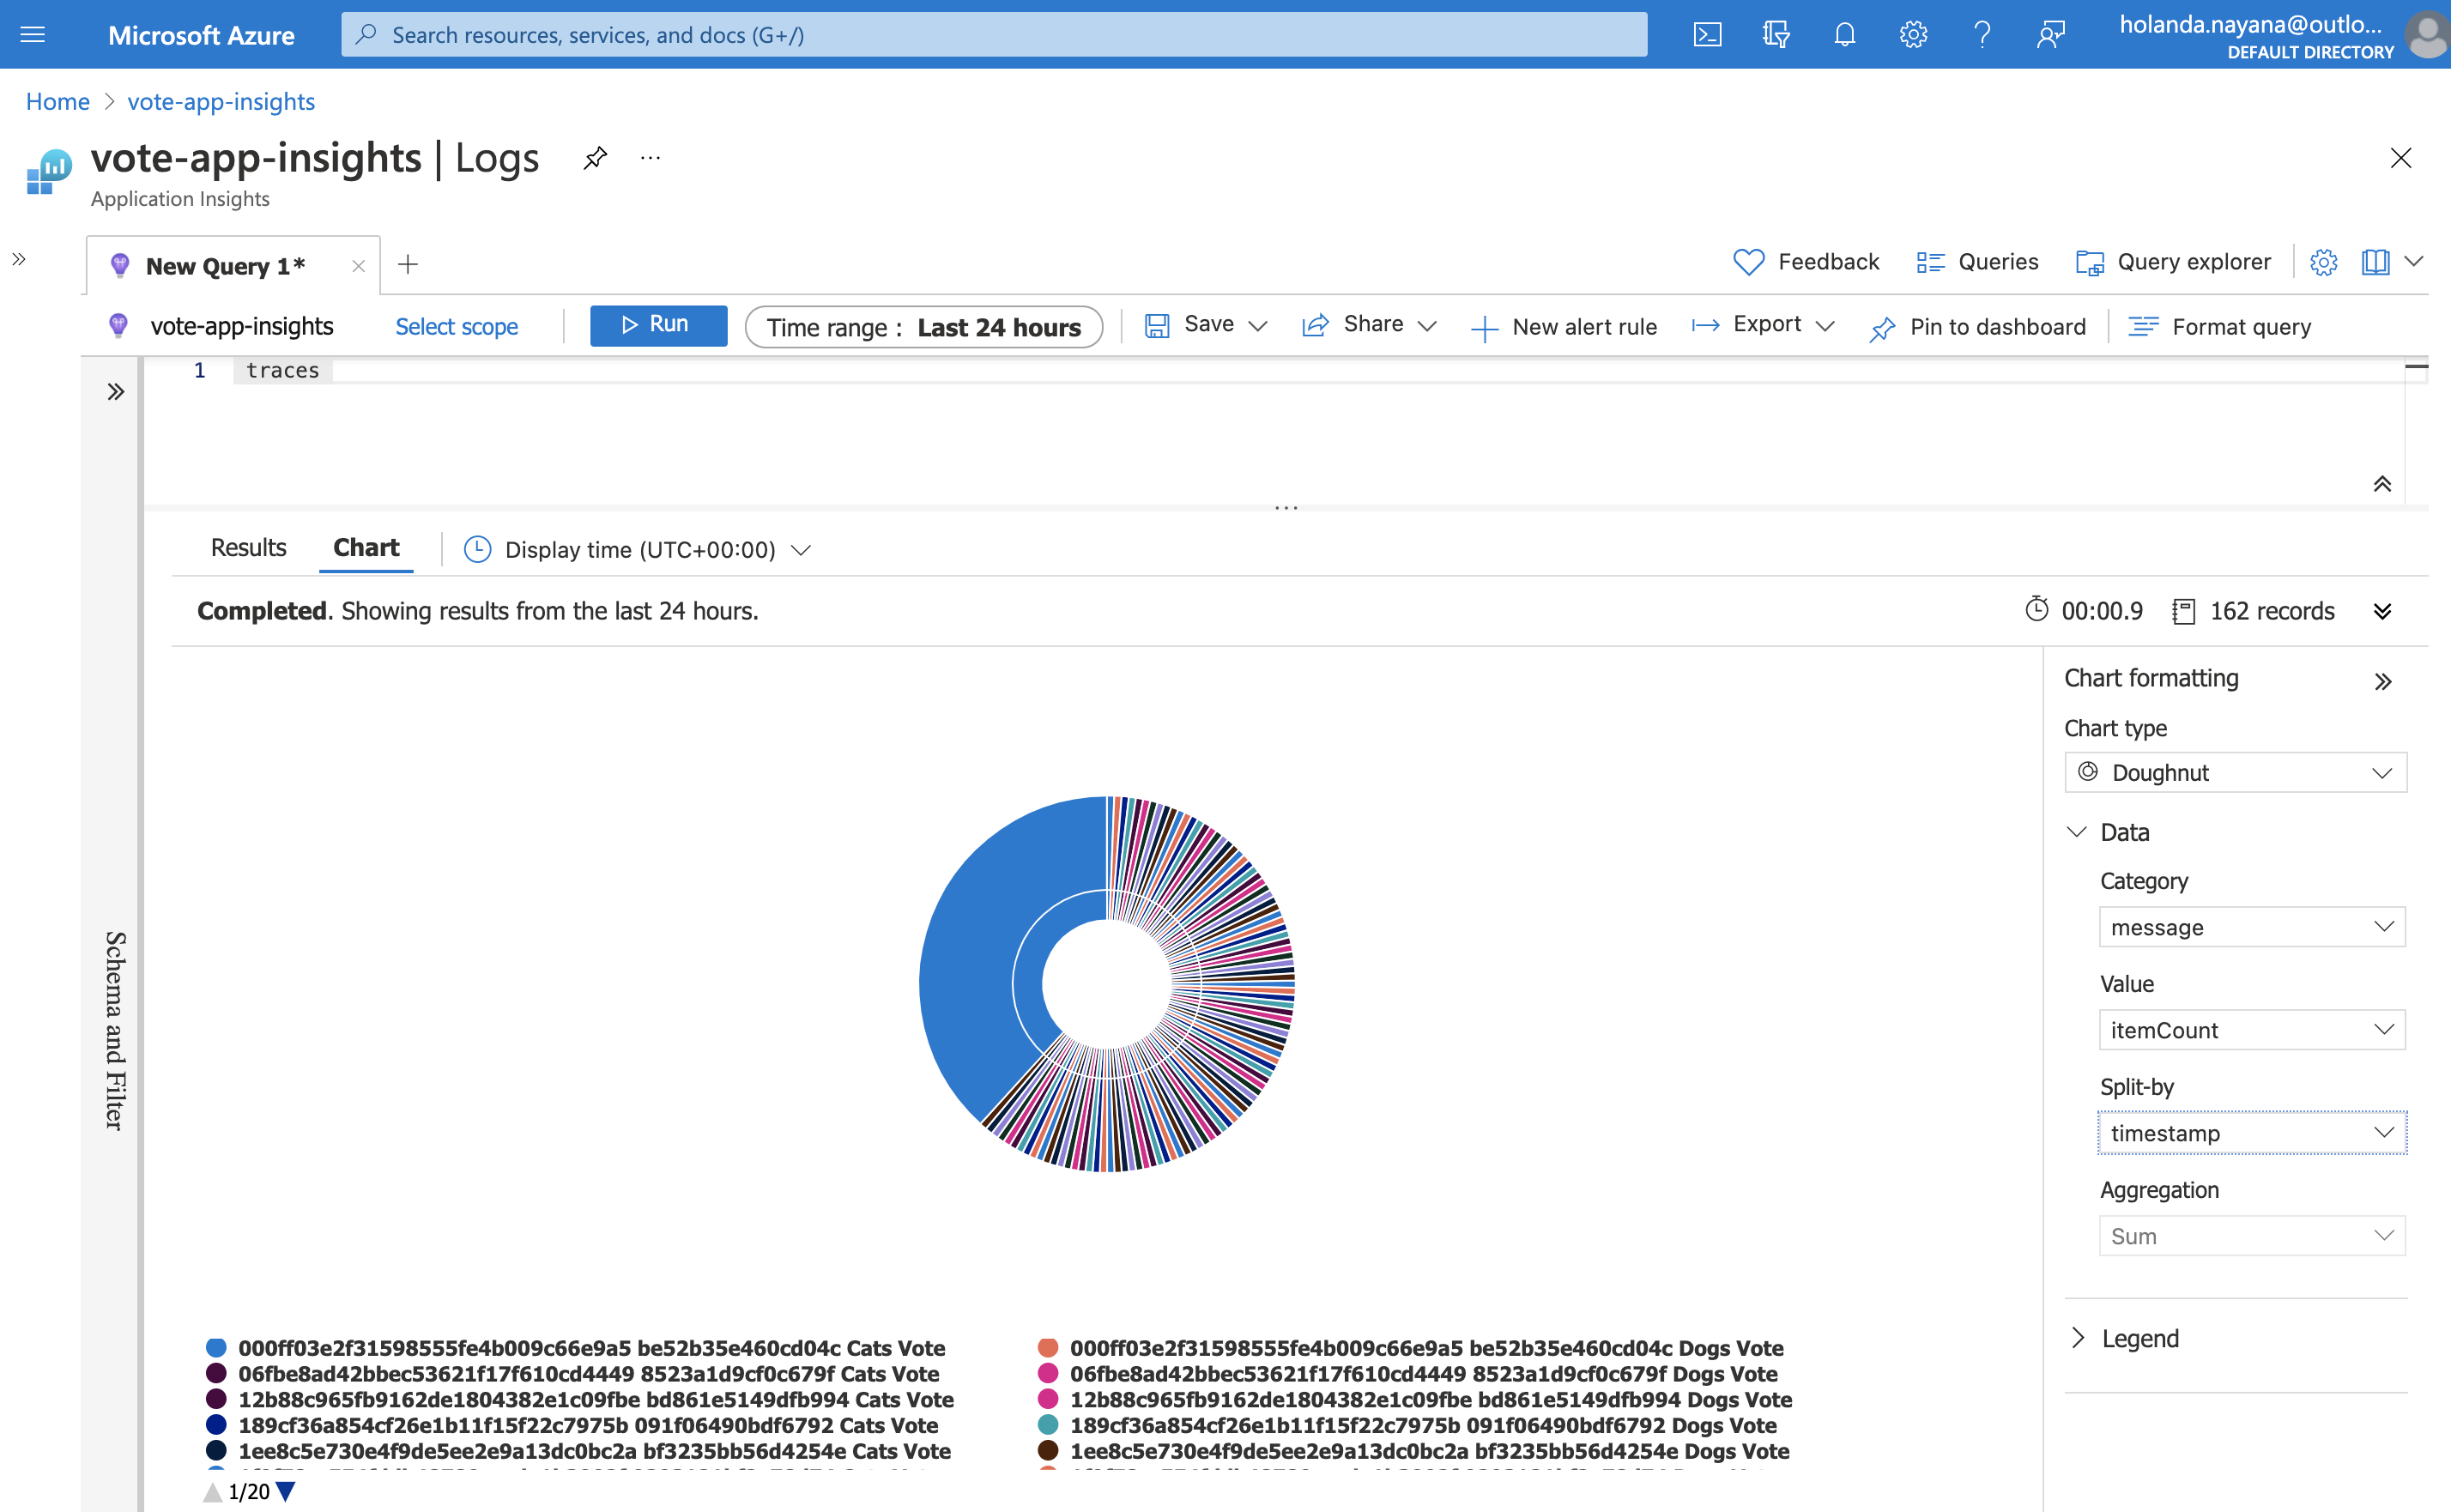 Microsoft Azure
Search resources, services, and docs (G+/)
holanda.nayana@outlo...
DEFAULT DIRECTORY
Home > vote-app-insights
vote-app-insights | Logs
Application Insights
New Query 1*
Feedback
Queries
Query explorer
vote-app-insights
Select scope
Run
Time range : Last 24 hours
Save
Share
New alert rule
Export
Pin to dashboard
Format query
1 traces
Schema and Filter
Results
Chart
Display time (UTC+00:00)
Completed. Showing results from the last 24 hours.
00:00.9
162 records
Chart formatting
Chart type
Doughnut
Data
Category
message
Value
itemCount
Split-by
timestamp
Aggregation
Sum
Legend
000ff03e2f31598555fe4b009c66e9a5 be52b35e460cd04c Cats Vote
000ff03e2f31598555fe4b009c66e9a5 be52b35e460cd04c Dogs Vote
06fbe8ad42bbec53621f17f610cd4449 8523a1d9cf0c679f Cats Vote
06fbe8ad42bbec53621f17f610cd4449 8523a1d9cf0c679f Dogs Vote
12b88c965fb9162de1804382e1c09fbe bd861e5149dfb994 Cats Vote
12b88c965fb9162de1804382e1c09fbe bd861e5149dfb994 Dogs Vote
189cf36a854cf26e1b11f15f22c7975b 091f06490bdf6792 Cats Vote
189cf36a854cf26e1b11f15f22c7975b 091f06490bdf6792 Dogs Vote
1ee8c5e730e4f9de5ee2e9a13dc0bc2a bf3235bb56d4254e Cats Vote
1ee8c5e730e4f9de5ee2e9a13dc0bc2a bf3235bb56d4254e Dogs Vote
1/20